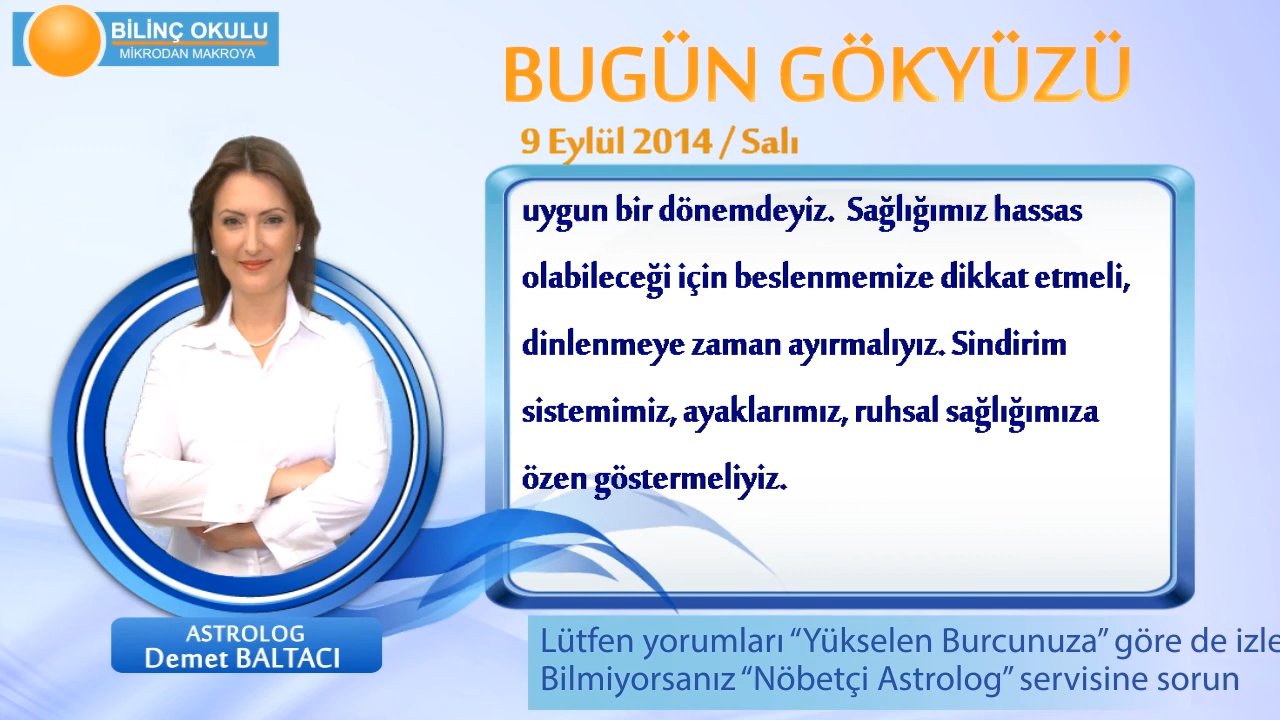 BİLİNÇ OKULU
MİKRODAN MAKROYA
BUGÜN GÖKYÜZÜ
9 Eylül 2014 / Salı
uygun bir dönemdeyiz. Sağlığımız hassas
olabileceği için beslenmemize dikkat etmeli,
dinlenmeye zaman ayırmalıyız. Sindirim
sistemimiz, ayaklarımız, ruhsal sağlığımıza
özen göstermeliyiz.
ASTROLOG
Demet BALTACI
Lütfen yorumları “Yükselen Burcunuza” göre de izle
Bilmiyorsanız “Nöbetçi Astrolog” servisine sorun